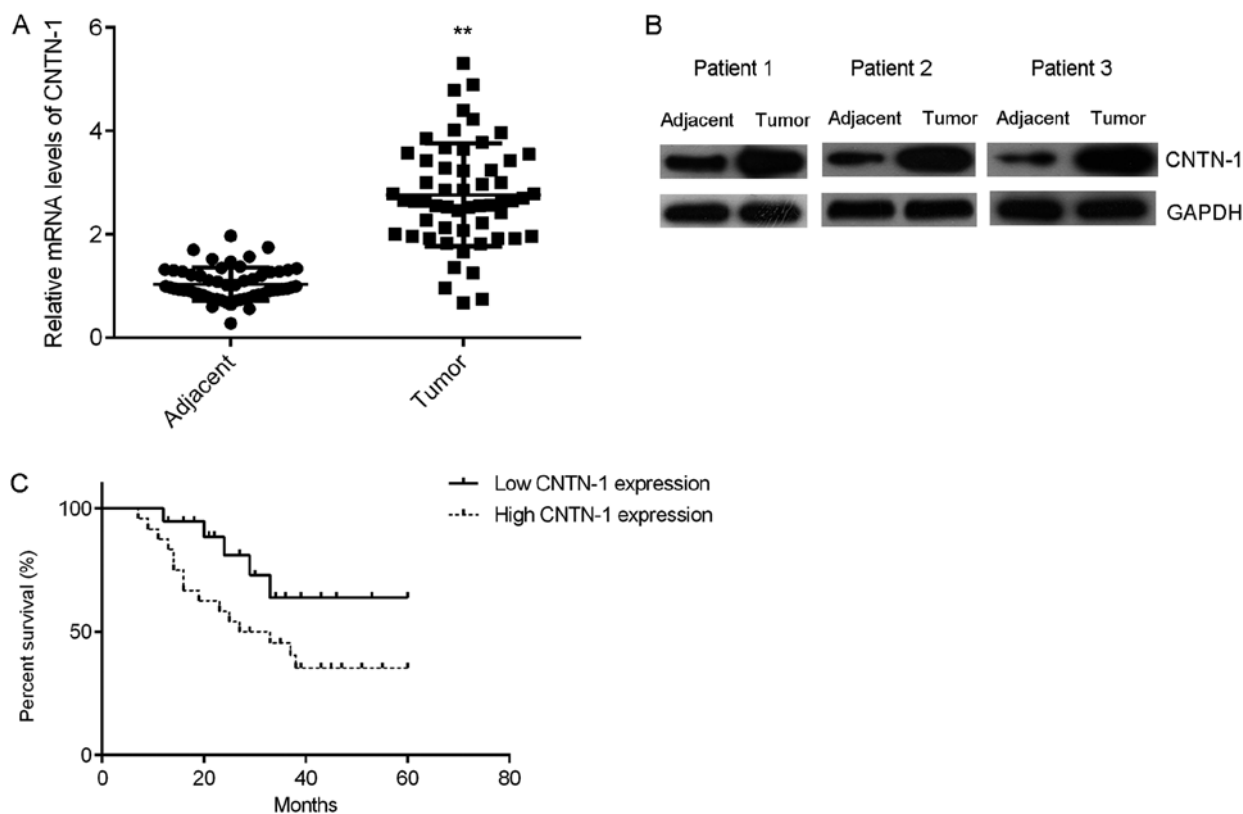 A
Relative mRNA levels of CNTN-1
6
4
2
0
**
Adjacent
Tumor
B
Patient 1
Patient 2
Patient 3
Adjacent Tumor
Adjacent Tumor
Adjacent Tumor
CNTN-1
GAPDH
C
Low CNTN-1 expression
High CNTN-1 expression
Percent survival (%)
100
50
0
0 20 40 60 80
Months